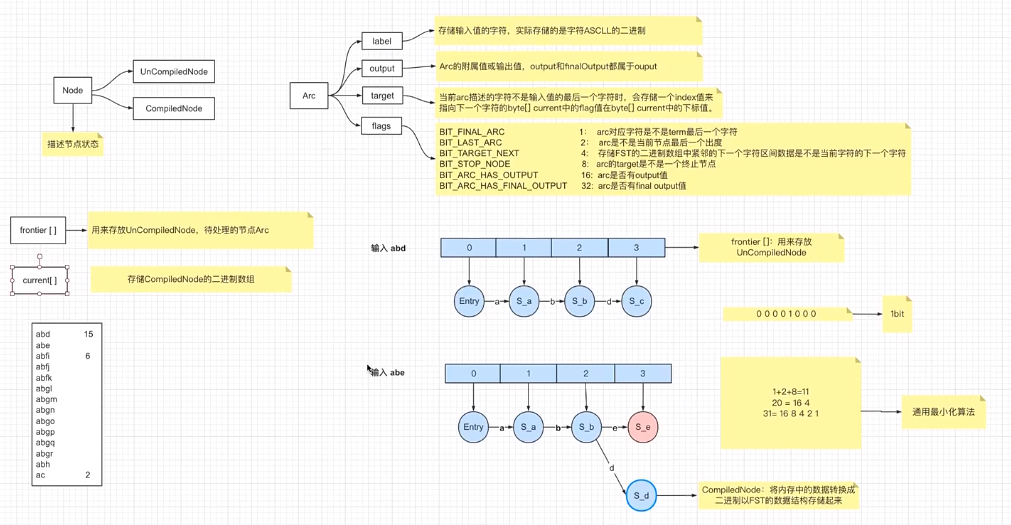 Node
UnCompiledNode
CompiledNode
描述节点状态
Arc
label
存储输入值的字符，实际存储的是字符ASCLL的二进制
output
Arc的附属值或输出值，output和finalOutput都属于ouput
target
当前arc描述的字符不是输入值的最后一个字符时，会存储一个index值来
指向下一个字符的byte[] current中的flag值在byte[] current中的下标值。
flags
BIT_FINAL_ARC 1： arc对应字符是不是term最后一个字符
BIT_LAST_ARC 2： arc是不是当前节点最后一个出度
BIT_TARGET_NEXT 4： 存储FST的二进制数组中紧邻的下一个字符区间数据是不是当前字符的下一个字符
BIT_STOP_NODE 8： arc的target是不是一个终止节点
BIT_ARC_HAS_OUTPUT 16: arc是否有output值
BIT_ARC_HAS_FINAL_OUTPUT 32: arc是否有final output值
frontier [ ]
用来存放UnCompiledNode，待处理的节点Arc
current[ ]
存储CompiledNode的二进制数组
abd 15
abe
abfi 6
abfj
abfk
abgl
abgm
abgn
abgo
abgp
abgq
abgr
abh
ac 2
输入 abd
0 1 2 3
frontier []：用来存放
UnCompiledNode
Entry a S_a b S_b d S_c
0 0 0 0 1 0 0 0
1bit
输入 abe
0 1 2 3
Entry a S_a b S_b e S_e
d
S_d
CompiledNode：将内存中的数据转换成
二进制以FST的数据结构存储起来
1+2+8=11
20 = 16 4
31= 16 8 4 2 1
通用最小化算法